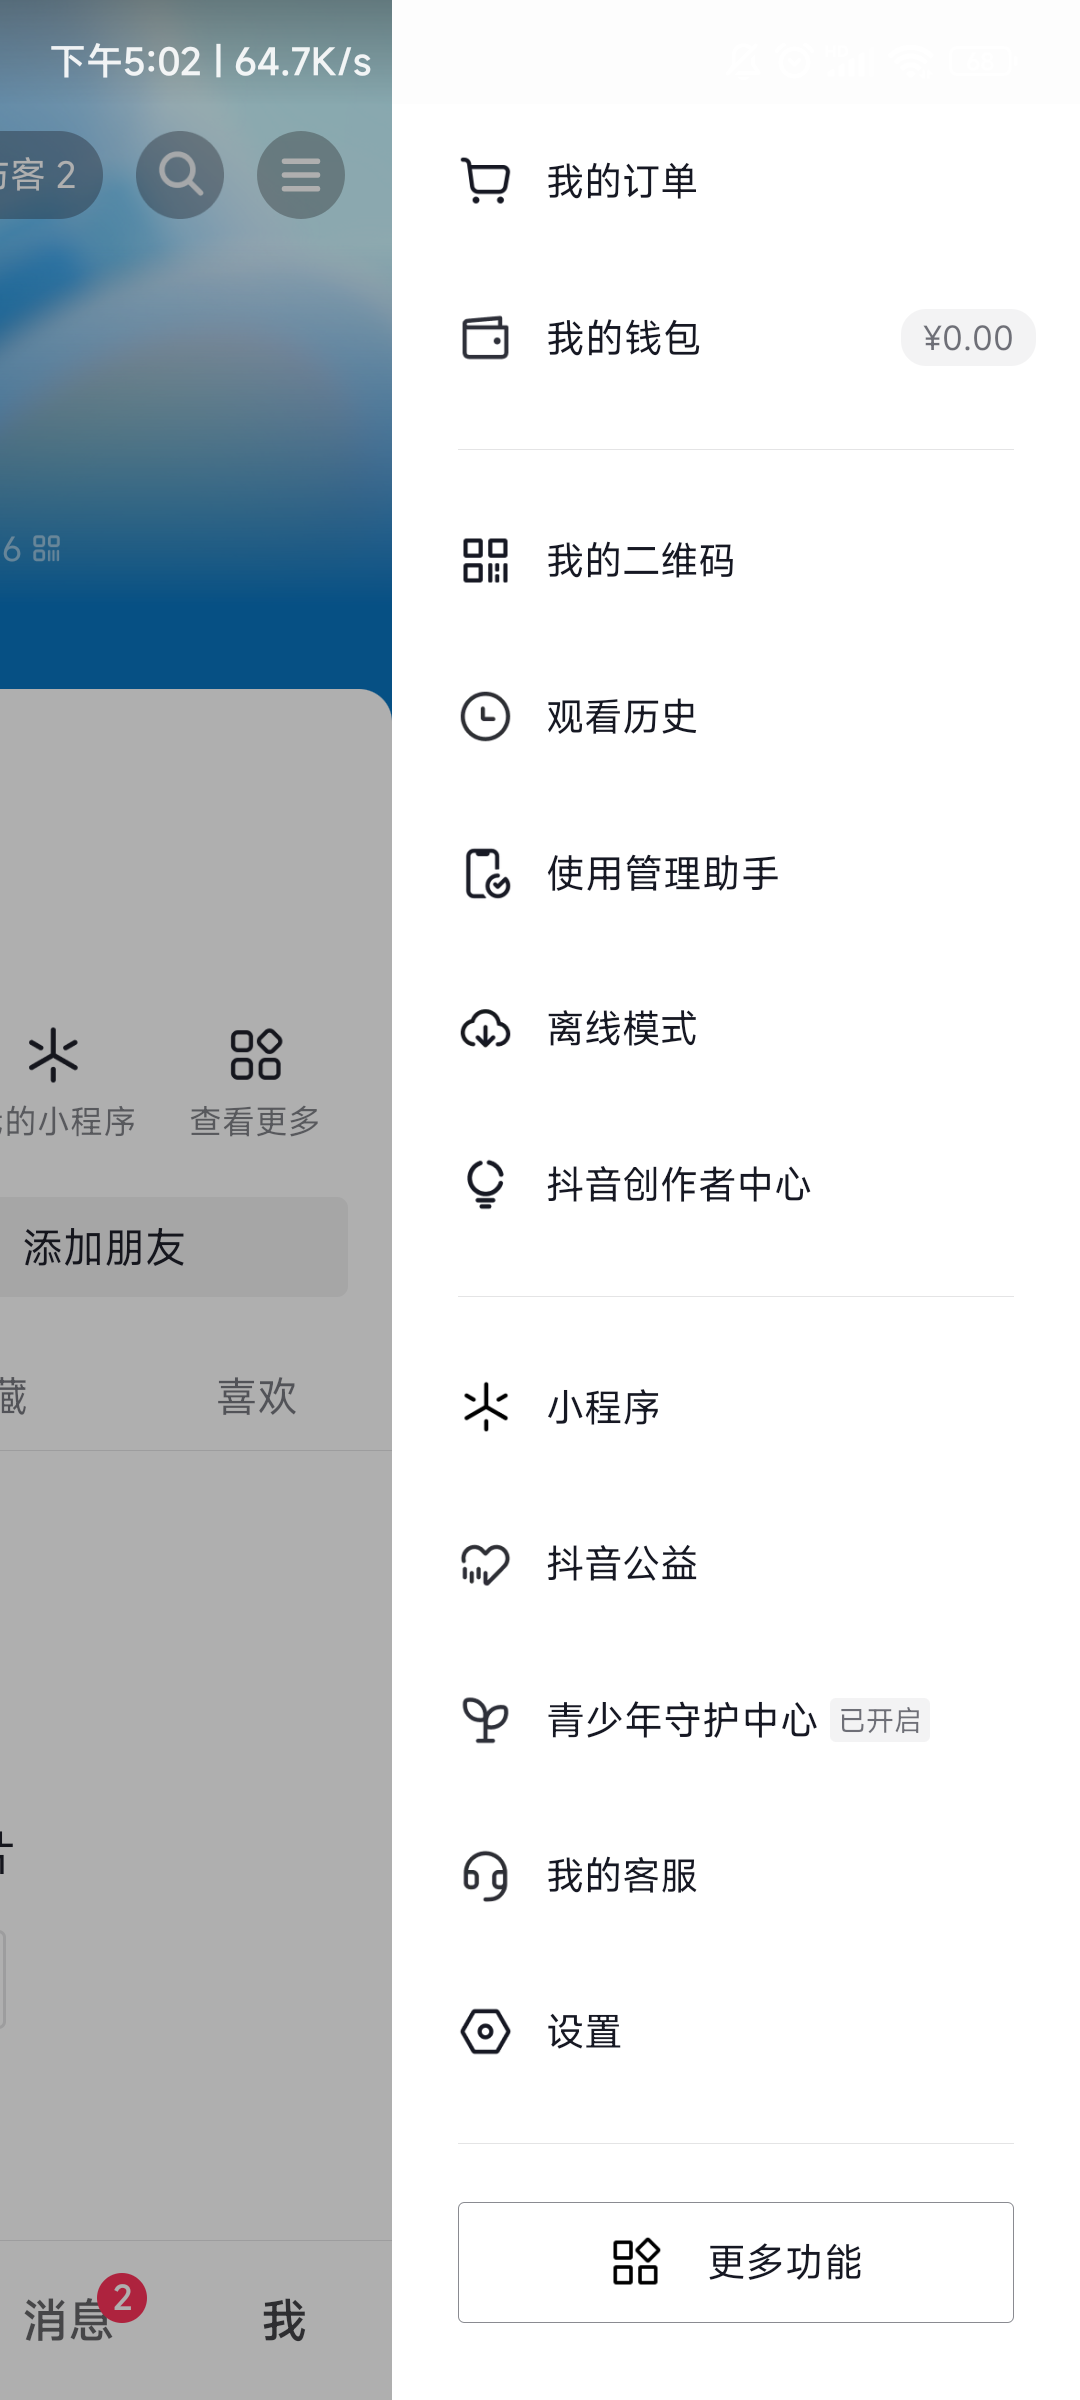 下午5:02 | 64.7K/s
访客 2
6
的小程序
查看更多
添加朋友
藏
喜欢
消息
2
我
我的订单
我的钱包
¥0.00
我的二维码
观看历史
使用管理助手
离线模式
抖音创作者中心
小程序
抖音公益
青少年守护中心
已开启
我的客服
设置
更多功能